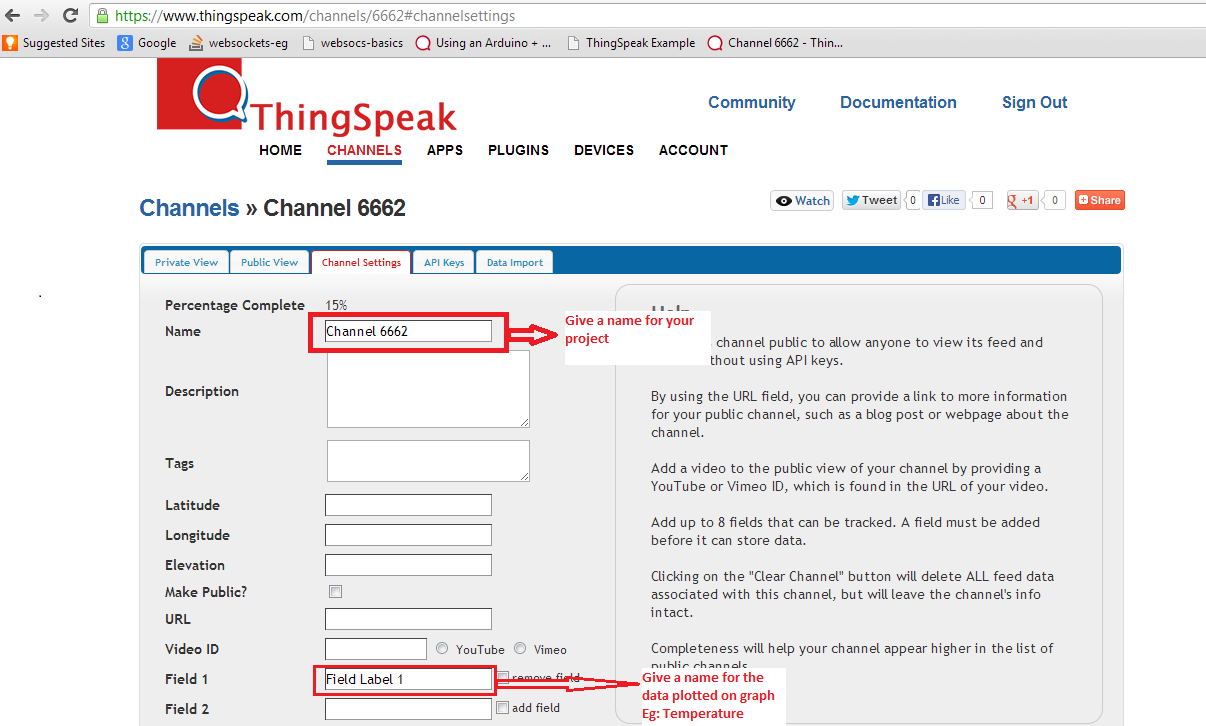 https://www.thingspeak.com/channels/6662#channelsettings
Suggested Sites Google websockets-eg websocs-basics Using an Arduino + ... ThingSpeak Example Channel 6662 - Thin...
ThingSpeak
Community Documentation Sign Out
HOME CHANNELS APPS PLUGINS DEVICES ACCOUNT
Channels » Channel 6662
Watch Tweet 0 Like 0 +1 0 Share
Private View Public View Channel Settings API Keys Data Import
Percentage Complete 15%
Name Channel 6662
Give a name for your
project
Description
Tags
Latitude
Longitude
Elevation
Make Public?
URL
Video ID YouTube Vimeo
Field 1 Field Label 1 remove field
Field 2 add field
Help
channel public to allow anyone to view its feed and
without using API keys.
By using the URL field, you can provide a link to more information
for your public channel, such as a blog post or webpage about the
channel.
Add a video to the public view of your channel by providing a
YouTube or Vimeo ID, which is found in the URL of your video.
Add up to 8 fields that can be tracked. A field must be added
before it can store data.
Clicking on the "Clear Channel" button will delete ALL feed data
associated with this channel, but will leave the channel's info
intact.
Completeness will help your channel appear higher in the list of
public channels.
Give a name for the
data plotted on graph
Eg: Temperature